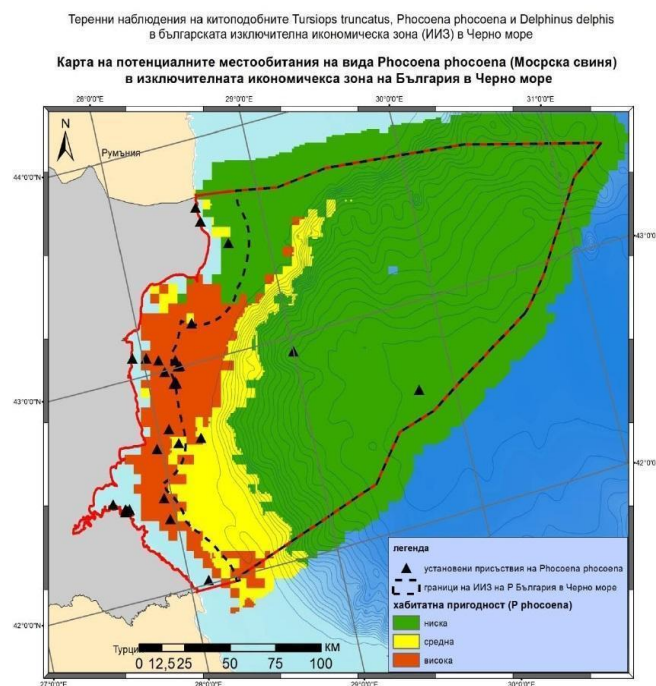 Теренни наблюдения на китоподобните Tursiops truncatus, Phocoena phocoena и Delphinus delphis
в българската изключителна икономическа зона (ИИЗ) в Черно море
Карта на потенциалните местообитания на вида Phocoena phocoena (Мосрска свиня)
в изключителната икономичекса зона на България в Черно море
28°0'0"E 29°0'0"E 30°0'0"E 31°0'0"E
N
Румъния
44°0'0"N
43°0'0"N
43°0'0"N
42°0'0"N
42°0'0"N
легенда
установени присъствия на Phocoena phocoena
граници на ИИЗ на Р България в Черно море
хабитатна пригодност (P phocoena)
ниска
средна
висока
Турция
КМ
0 12,5 25 50 75 100
27°0'0"E 28°0'0"E 29°0'0"E 30°0'0"E